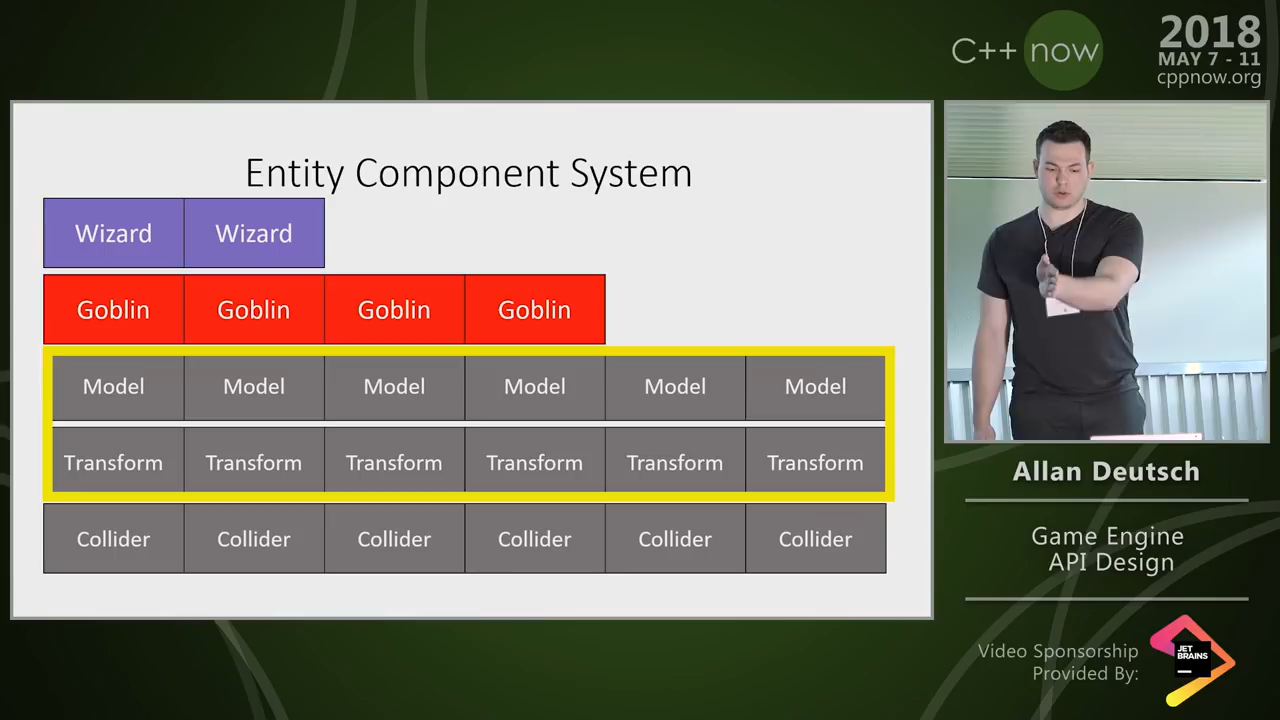 C++ now
2018
MAY 7 - 11
cppnow.org
Entity Component System
Wizard Wizard
Goblin Goblin Goblin Goblin
Model Model Model Model Model Model
Transform Transform Transform Transform Transform Transform
Collider Collider Collider Collider Collider Collider
Allan Deutsch
Game Engine
API Design
Video Sponsorship
Provided By:
JET
BRAINS